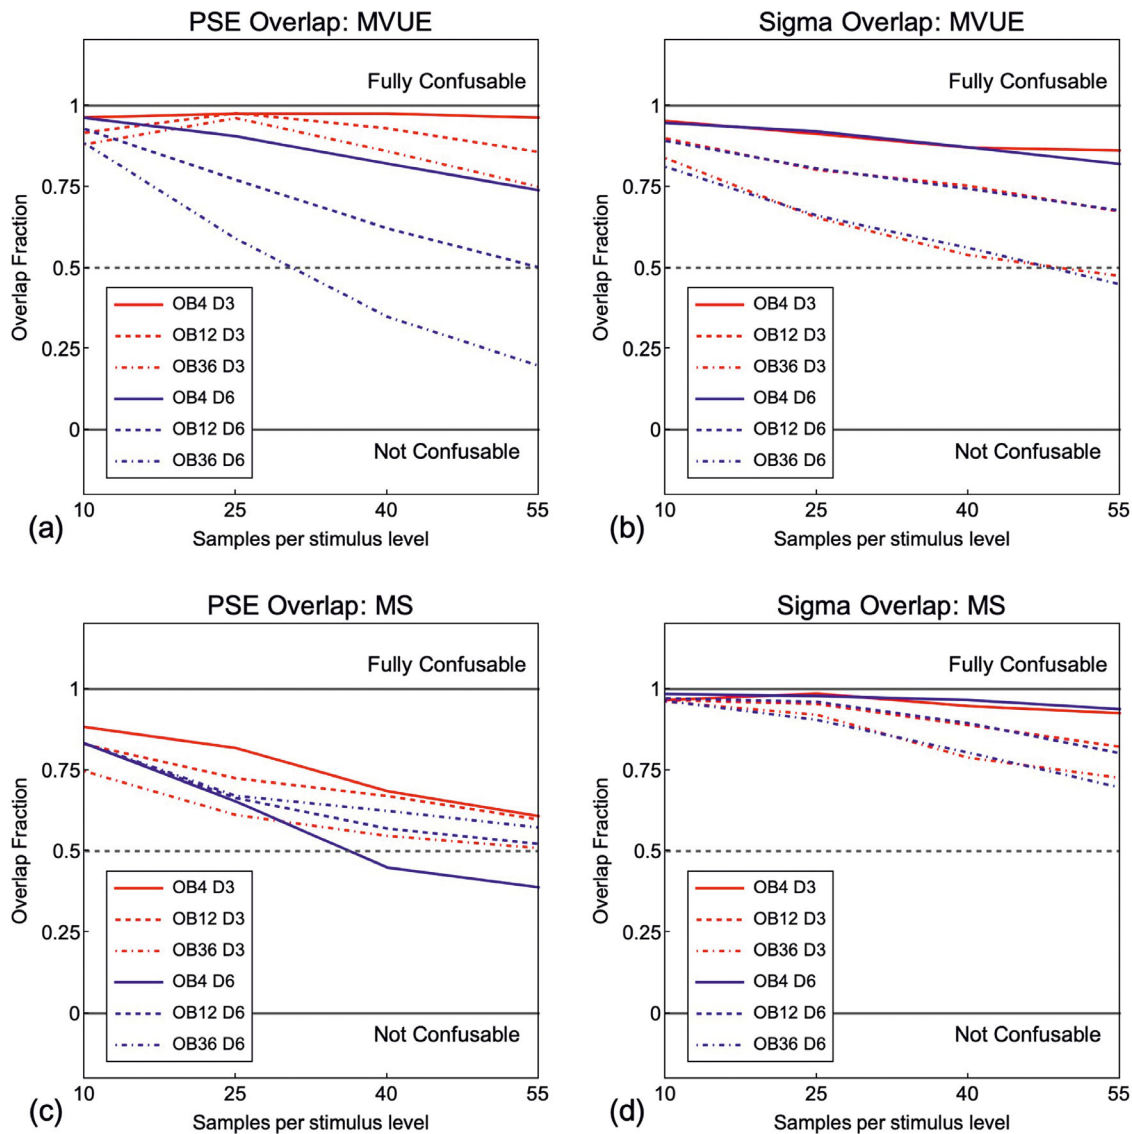 PSE Overlap: MVUE
Fully Confusable
1
0.75
0.5
0.25
0
Overlap Fraction
OB4 D3
OB12 D3
OB36 D3
OB4 D6
OB12 D6
OB36 D6
Not Confusable
10 25 40 55
Samples per stimulus level
(a)
Sigma Overlap: MVUE
Fully Confusable
1
0.75
0.5
0.25
0
Overlap Fraction
OB4 D3
OB12 D3
OB36 D3
OB4 D6
OB12 D6
OB36 D6
Not Confusable
10 25 40 55
Samples per stimulus level
(b)
PSE Overlap: MS
Fully Confusable
1
0.75
0.5
0.25
0
Overlap Fraction
OB4 D3
OB12 D3
OB36 D3
OB4 D6
OB12 D6
OB36 D6
Not Confusable
10 25 40 55
Samples per stimulus level
(c)
Sigma Overlap: MS
Fully Confusable
1
0.75
0.5
0.25
0
Overlap Fraction
OB4 D3
OB12 D3
OB36 D3
OB4 D6
OB12 D6
OB36 D6
Not Confusable
10 25 40 55
Samples per stimulus level
(d)